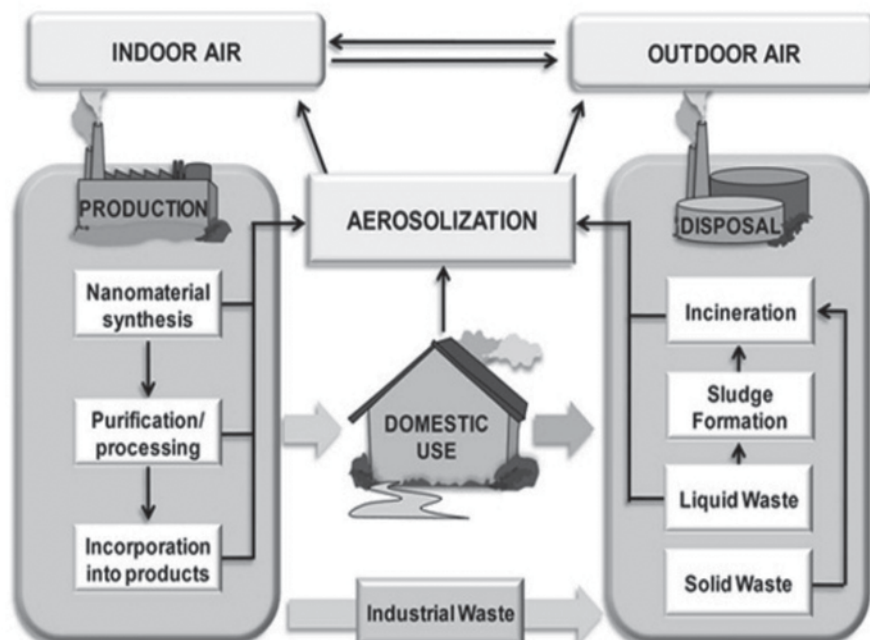 INDOOR AIR
OUTDOOR AIR
PRODUCTION
AEROSOLIZATION
DISPOSAL
Nanomaterial
synthesis
Incineration
Purification/
processing
DOMESTIC
USE
Sludge
Formation
Liquid Waste
Incorporation
into products
Solid Waste
Industrial Waste